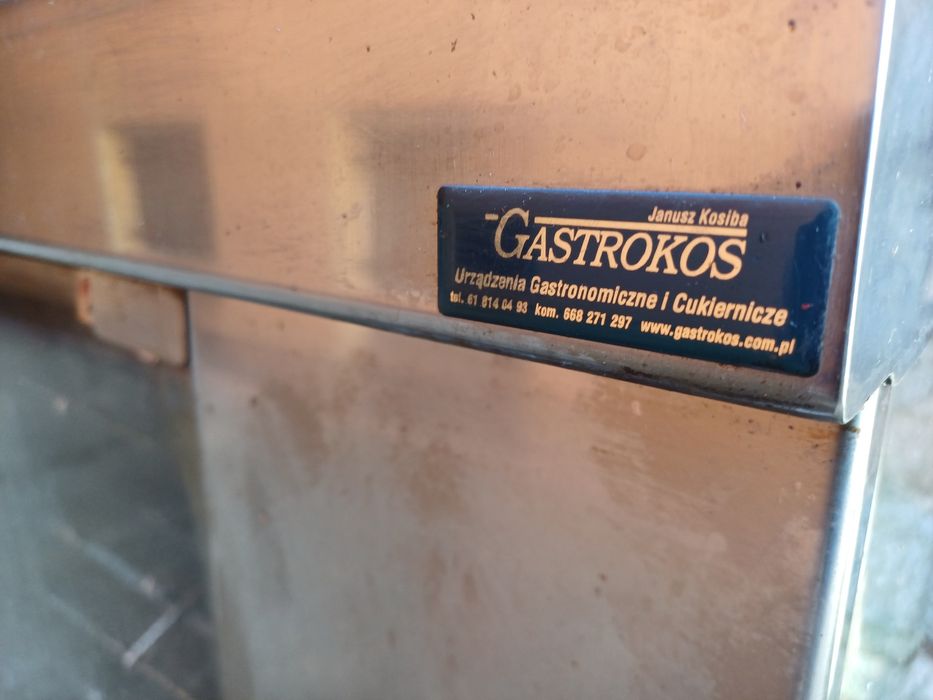 Janusz Kosiba
GASTROKOS
Urządzenia Gastronomiczne i Cukiernicze
tel. 61 814 04 93 kom. 668 271 297 www.gastrokos.com.pl